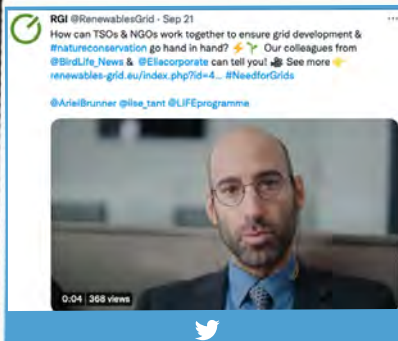 RGI @RenewablesGrid · Sep 21
How can TSOs & NGOs work together to ensure grid development &
#natureconservation go hand in hand? ⚡🌱 Our colleagues from
@BirdLife_News & @Eliacorporate can tell you! 🎥 See more 👉
renewables-grid.eu/index.php?id=4... #NeedforGrids
@ArielBrunner @ilse_tant @LIFEprogramme
0:04 368 views